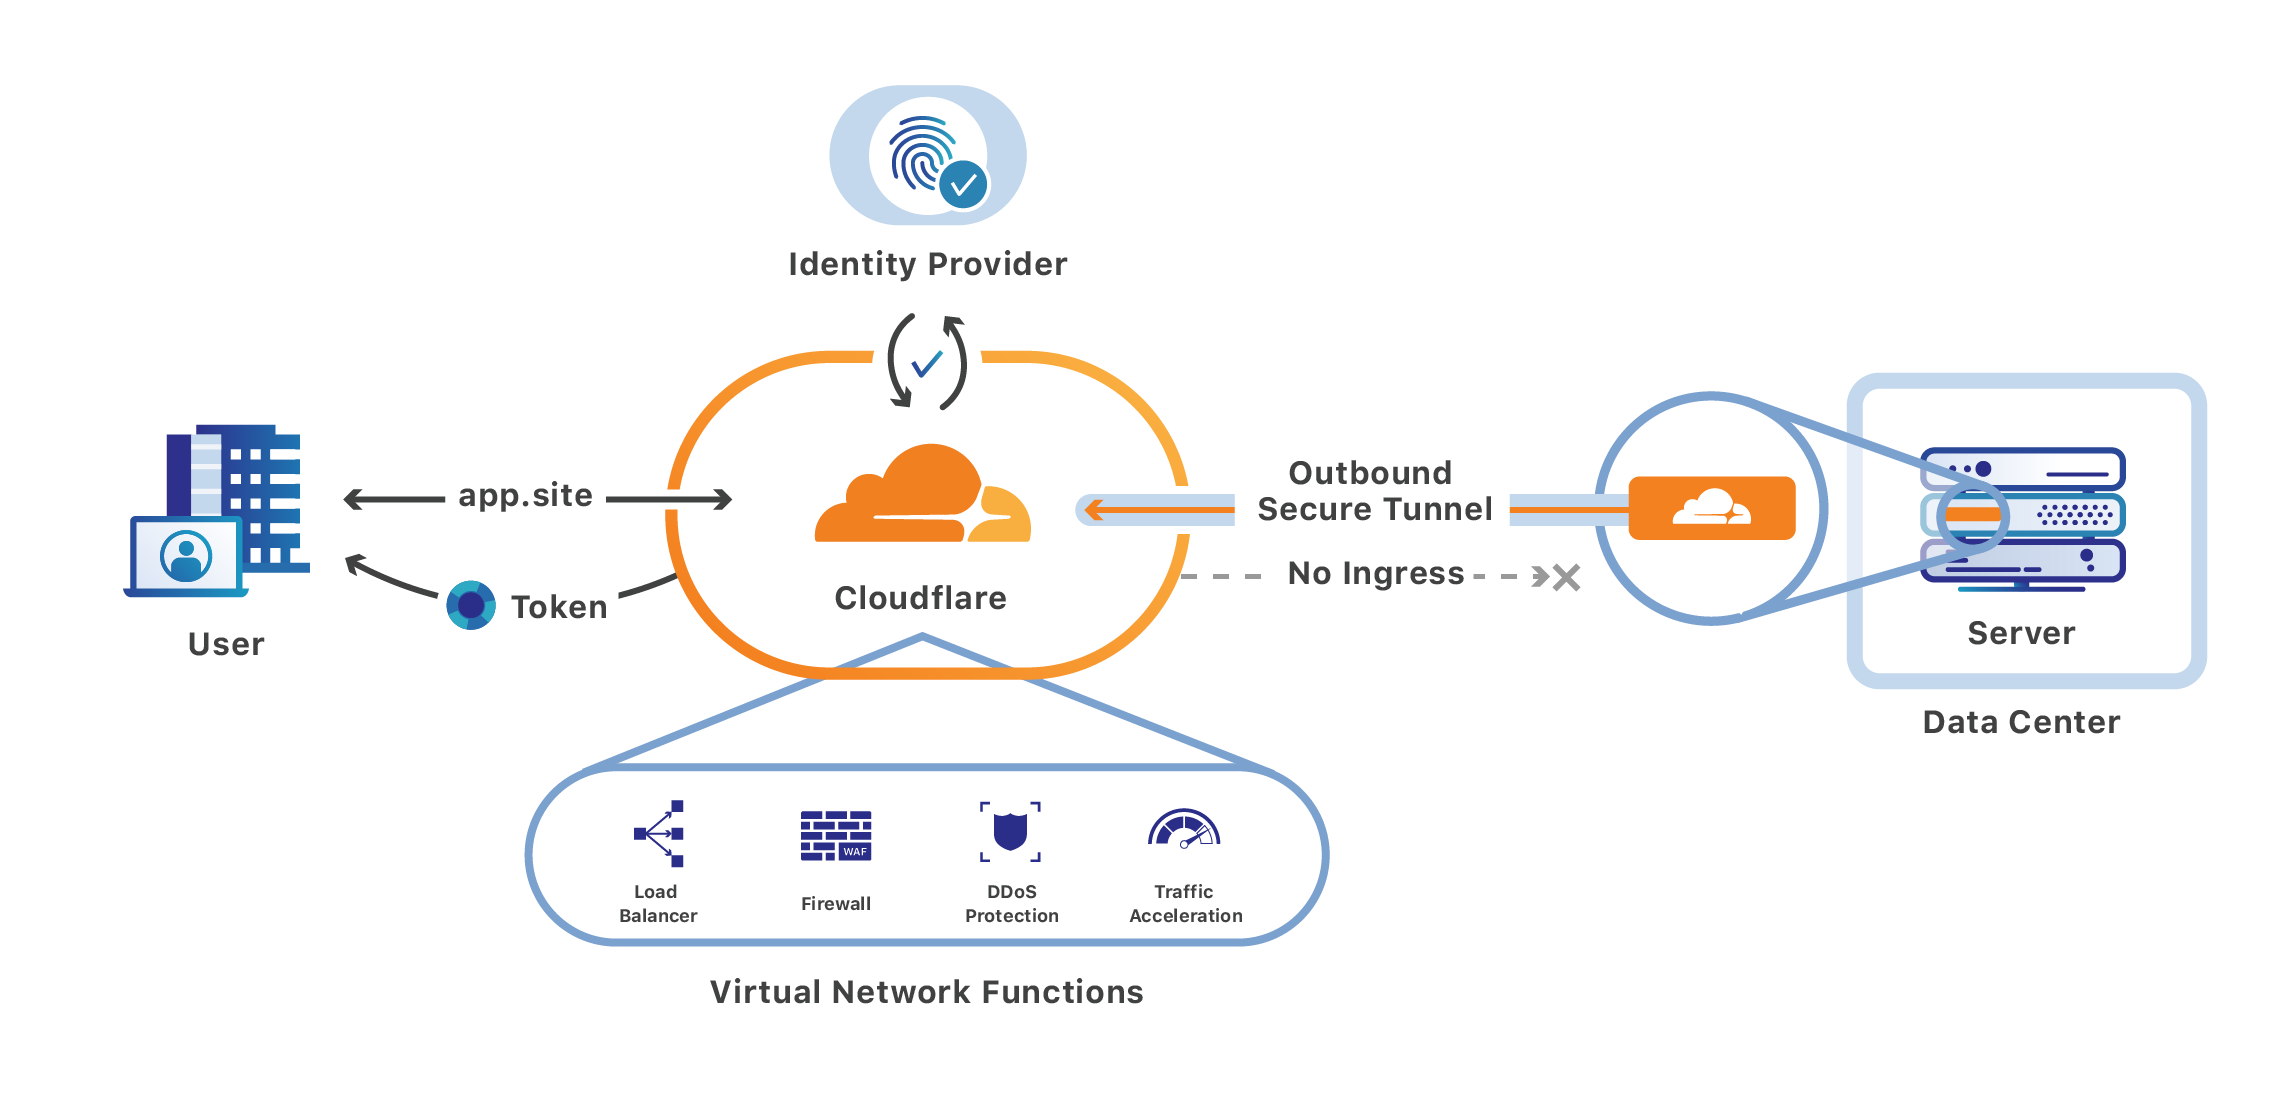 Identity Provider
app.site
Token
User
Cloudflare
Outbound
Secure Tunnel
No Ingress
Server
Data Center
WAF
Load
Balancer
Firewall
DDoS
Protection
Traffic
Acceleration
Virtual Network Functions